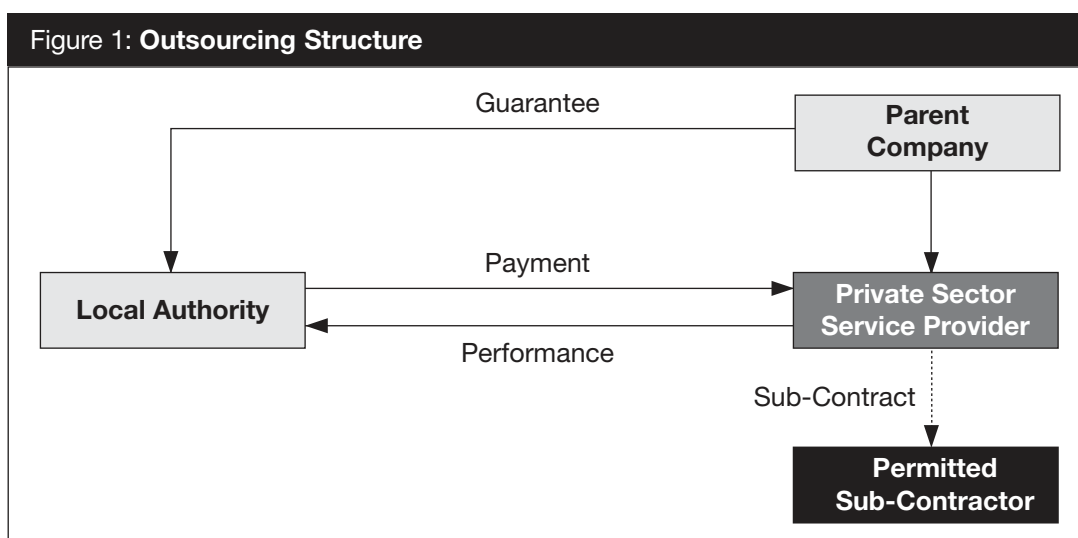 Figure 1: Outsourcing Structure
Guarantee
Parent
Company
Payment
Local Authority
Private Sector
Service Provider
Performance
Sub-Contract
Permitted
Sub-Contractor